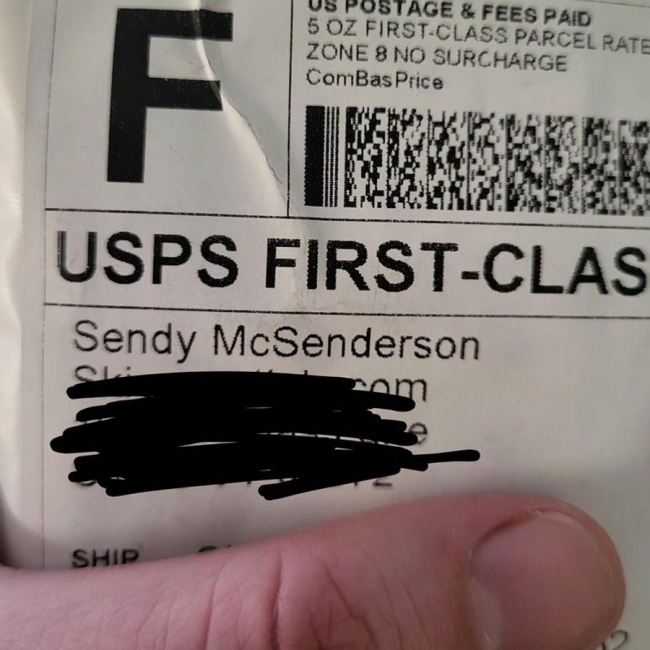 F
US POSTAGE & FEES PAID
5 OZ FIRST-CLASS PARCEL RATE
ZONE 8 NO SURCHARGE
ComBasPrice
USPS FIRST-CLAS
Sendy McSenderson
SHIP